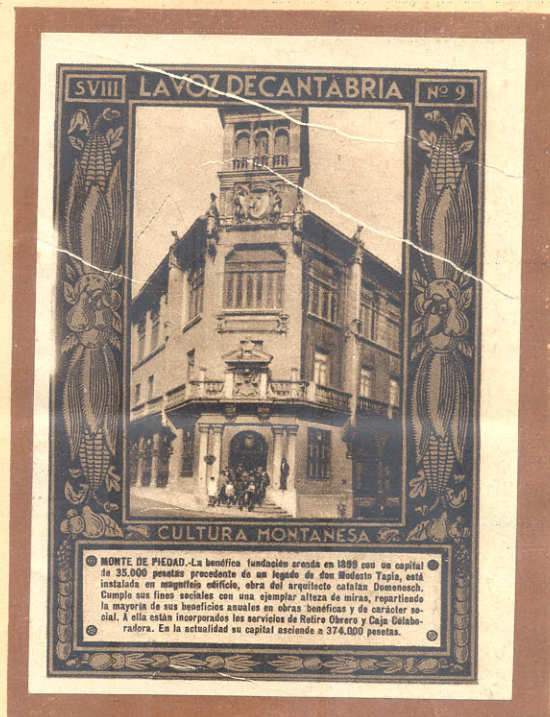 SVIII LA VOZ DE CANTABRIA Nº 9
CULTURA MONTAÑESA
MONTE DE PIEDAD.-La benéfica fundación creada en 1899 con un capital
de 35.000 pesetas procedente de un legado de don Modesto Tapia, está
instalada en magnífico edificio, obra del arquitecto catalán Domenesch.
Cumple sus fines sociales con una ejemplar alteza de miras, repartiendo
la mayoría de sus beneficios anuales en obras benéficas y de carácter so-
cial. A ella están incorporados los servicios de Retiro Obrero y Caja Colabo-
radora. En la actualidad su capital asciende a 374.000 pesetas.